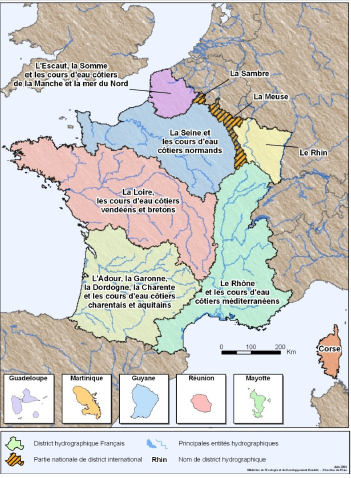 L'Escaut, la Somme
et les cours d'eau côtiers
de la Manche et la mer du Nord
La Sambre
La Meuse
La Seine et
les cours d'eau
côtiers normands
Le Rhin
La Loire,
les cours d'eau côtiers
vendéens et bretons
L'Adour, la Garonne,
la Dordogne, la Charente
et les cours d'eau côtiers
charentais et aquitains
Le Rhône
et les cours d'eau
côtiers méditerranéens
Corse
0 100 200
Km
Guadeloupe
Martinique
Guyane
Réunion
Mayotte
District hydrographique Français
Principales entités hydrographiques
Partie nationale de district international
Rhin
Nom de district hydrographique